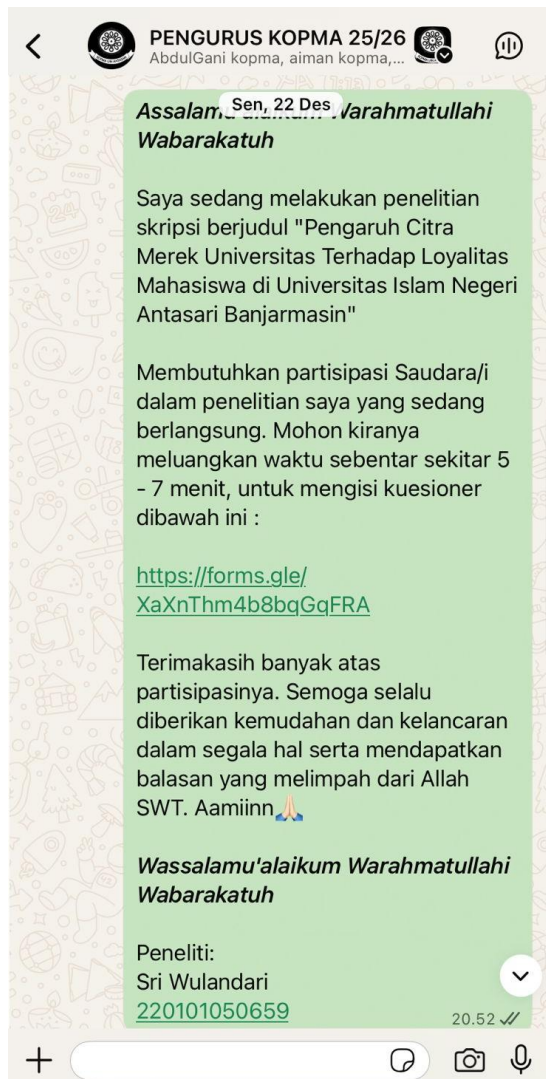 PENGURUS KOPMA 25/26
AbdulGani kopma, aiman kopma,...
Sen, 22 Des
Assalamu'alaikum Warahmatullahi
Wabarakatuh
Saya sedang melakukan penelitian
skripsi berjudul "Pengaruh Citra
Merek Universitas Terhadap Loyalitas
Mahasiswa di Universitas Islam Negeri
Antasari Banjarmasin"
Membutuhkan partisipasi Saudara/i
dalam penelitian saya yang sedang
berlangsung. Mohon kiranya
meluangkan waktu sebentar sekitar 5
- 7 menit, untuk mengisi kuesioner
dibawah ini :
https://forms.gle/
XaXnThm4b8bqGqFRA
Terimakasih banyak atas
partisipasinya. Semoga selalu
diberikan kemudahan dan kelancaran
dalam segala hal serta mendapatkan
balasan yang melimpah dari Allah
SWT. Aamiinn🙏🏻
Wassalamu'alaikum Warahmatullahi
Wabarakatuh
Peneliti:
Sri Wulandari
220101050659
20.52